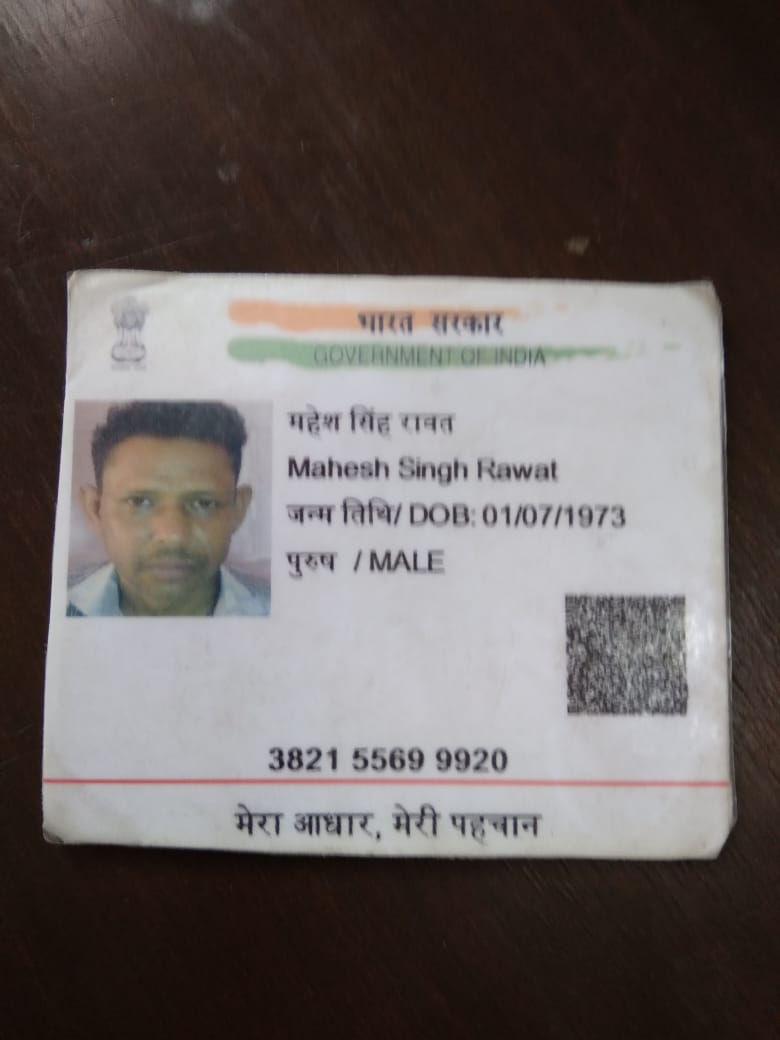 भारत सरकार
GOVERNMENT OF INDIA
महेश सिंह रावत
Mahesh Singh Rawat
जन्म तिथि/ DOB: 01/07/1973
पुरुष / MALE
3821 5569 9920
मेरा आधार, मेरी पहचान